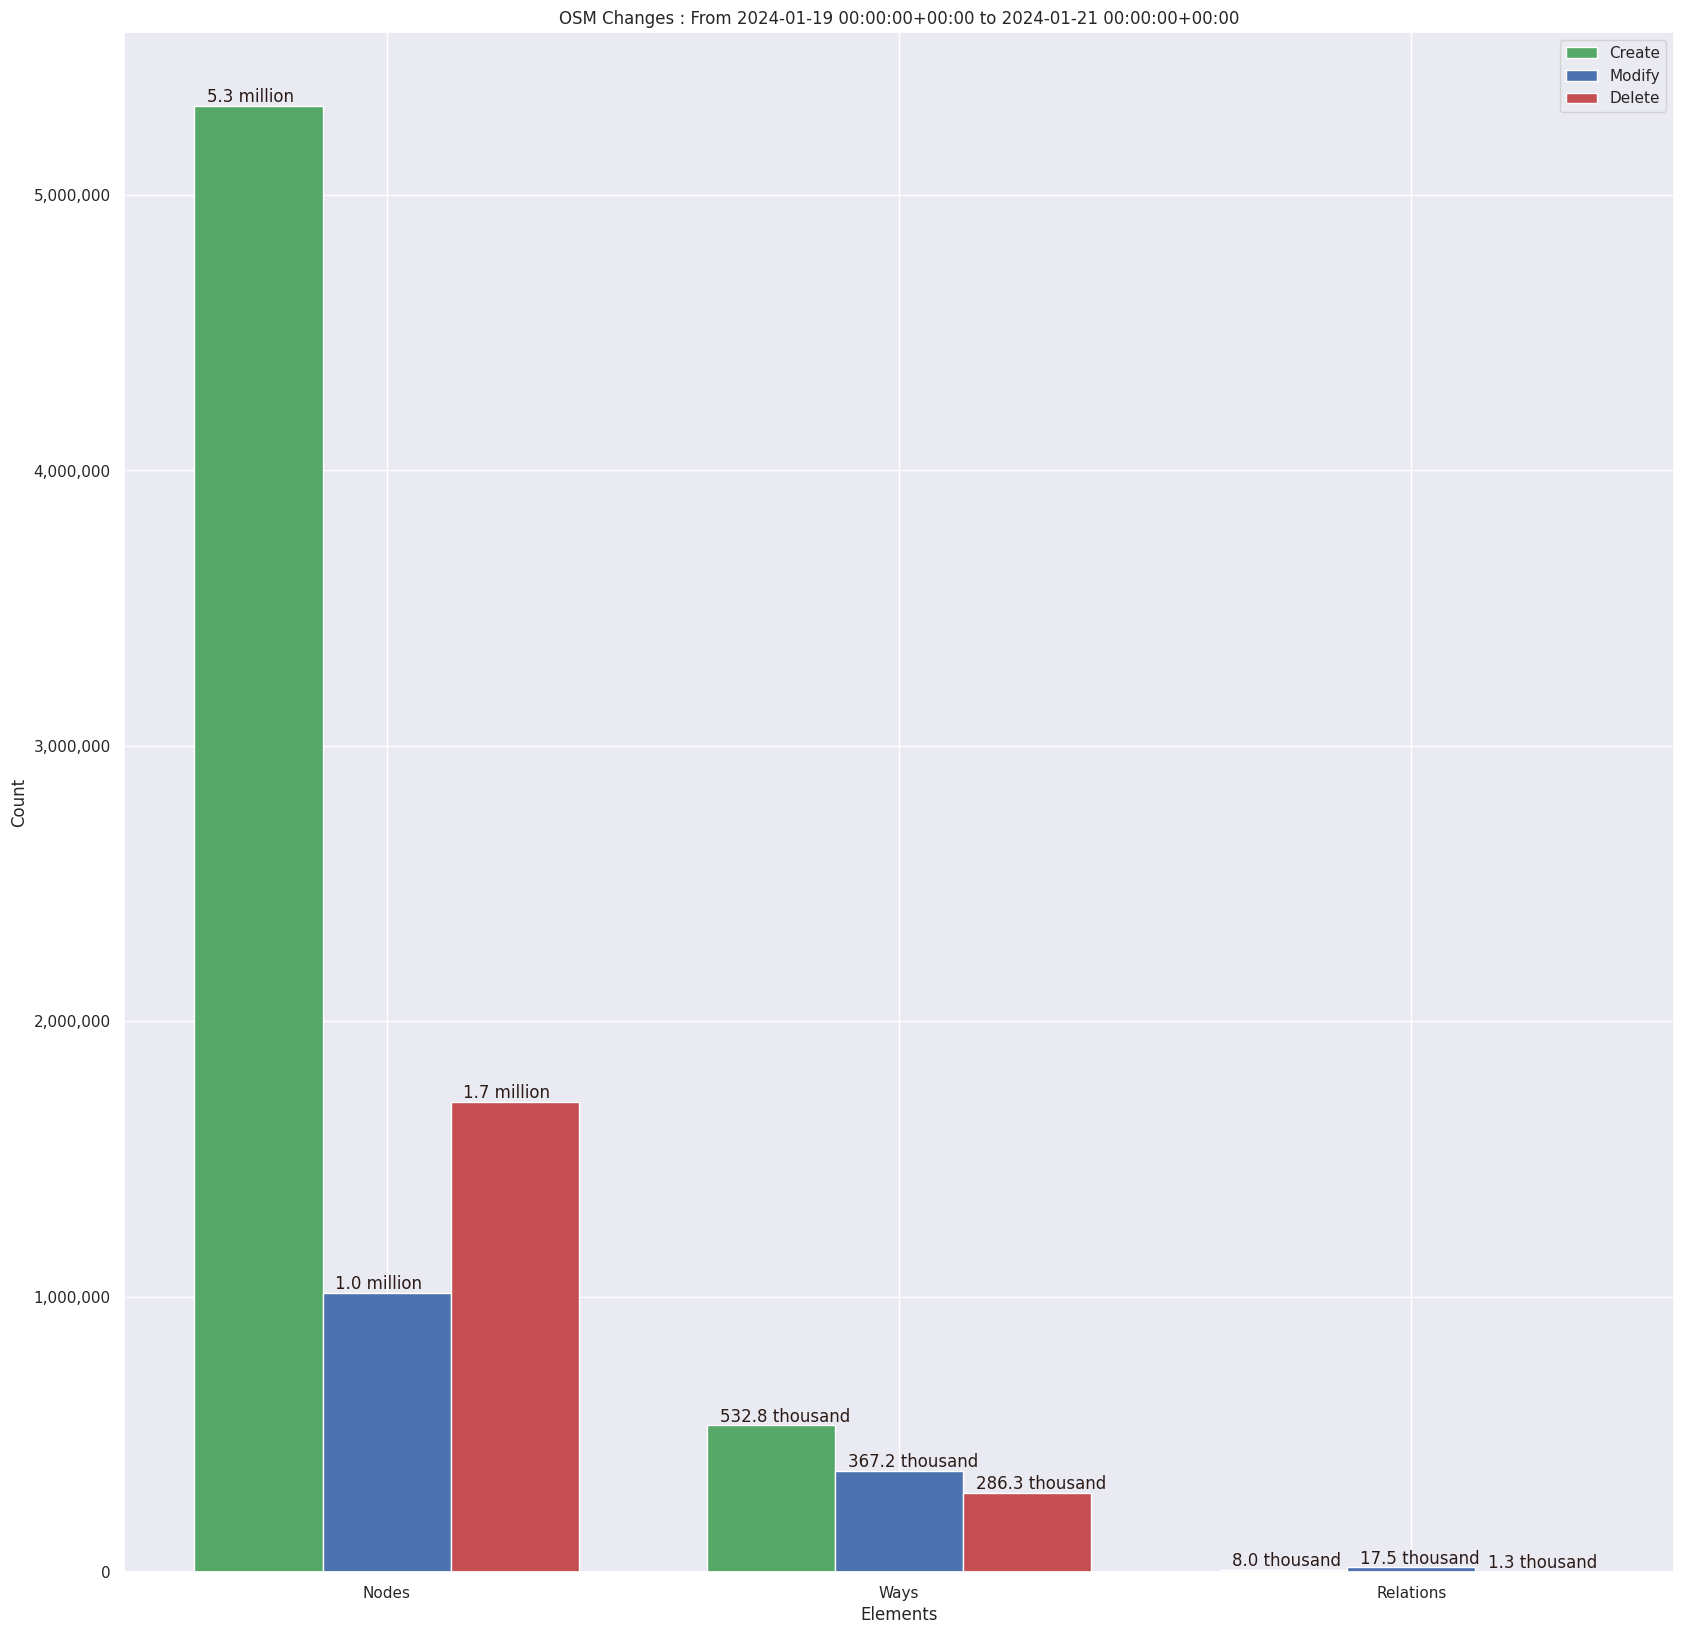 OSM Changes : From 2024-01-19 00:00:00+00:00 to 2024-01-21 00:00:00+00:00
Create
Modify
Delete
5.3 million
5,000,000
4,000,000
3,000,000
Count
2,000,000
1.7 million
1.0 million
1,000,000
532.8 thousand
367.2 thousand
286.3 thousand
8.0 thousand
17.5 thousand
1.3 thousand
0
Nodes
Ways
Relations
Elements